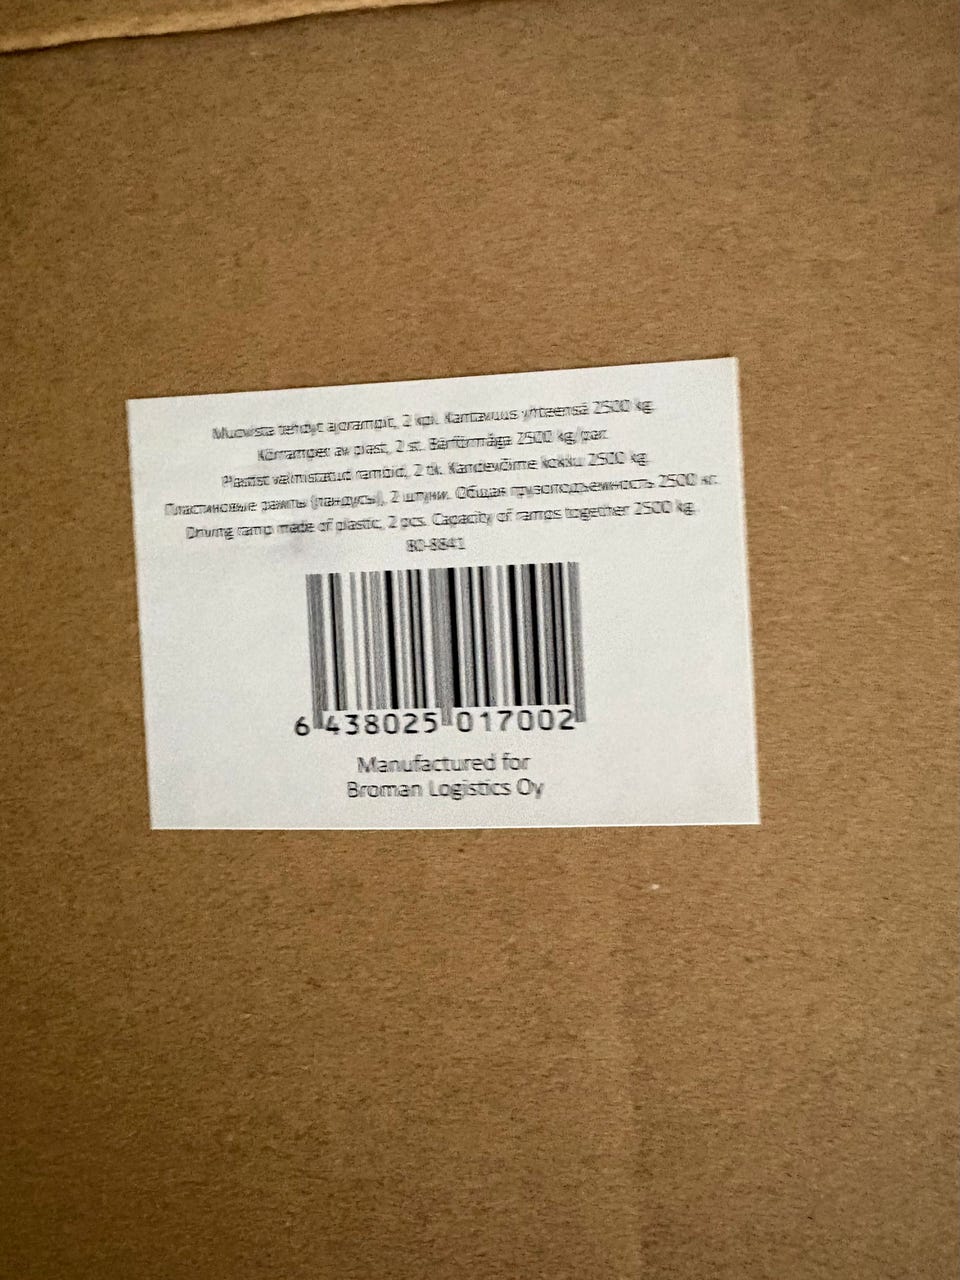 Muovista tehdyt ajorampit, 2 kpl. Kantavuus yhteensä 2500 kg.
Körramper av plast, 2 st. Bärförmåga 2500 kg/par.
Plastist valmistatud rambid, 2 tk. Kandevõime kokku 2500 kg.
Пластиковые рампы (пандусы), 2 штуки. Общая грузоподъемность 2500 кг.
Driving ramp made of plastic, 2 pcs. Capacity of ramps together 2500 kg.
80-8841
6 438025 017002
Manufactured for
Broman Logistics Oy